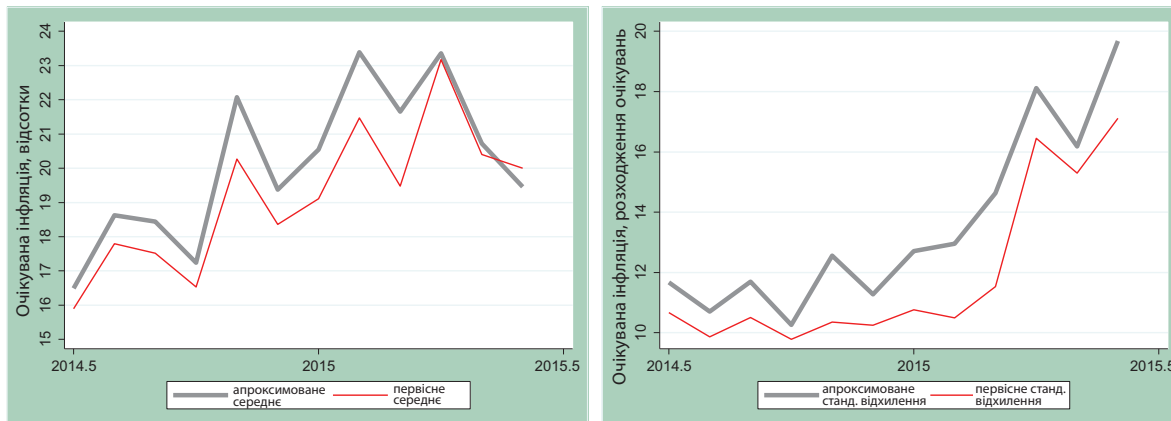 Очікувана інфляція, відсотки
24
23
22
21
20
19
18
17
16
15
2014.5
2015
2015.5
апроксимоване
середнє
первісне
середнє
Очікувана інфляція, розходження очікувань
20
18
16
14
12
10
2014.5
2015
2015.5
апроксимоване
станд. відхилення
первісне станд.
відхилення